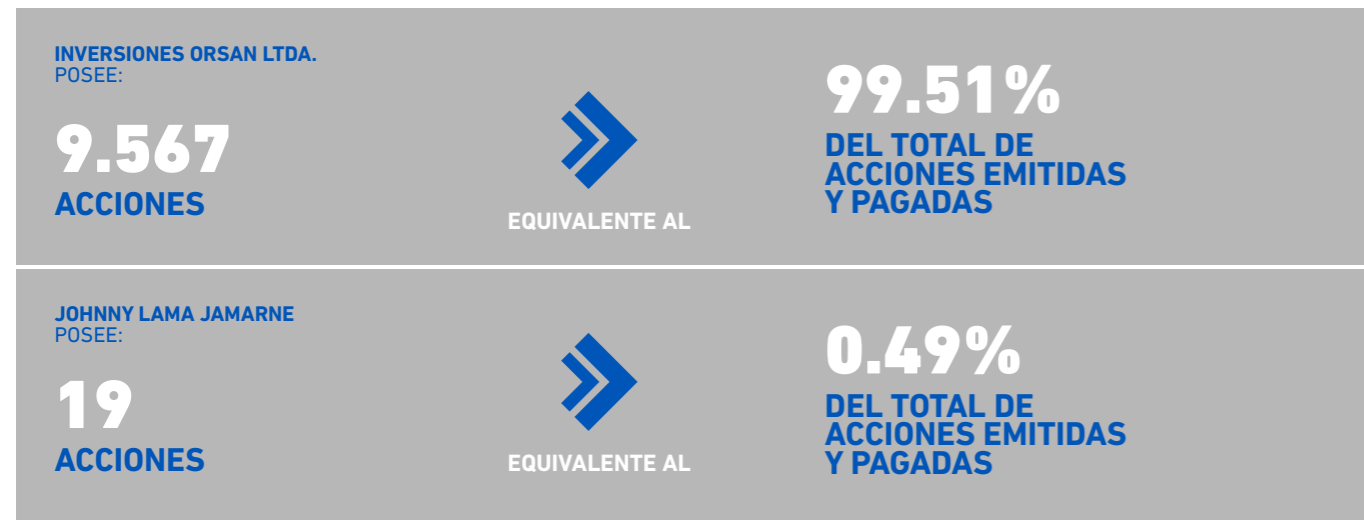 INVERSIONES ORSAN LTDA.
POSEE:
9.567
ACCIONES
EQUIVALENTE AL
99.51%
DEL TOTAL DE
ACCIONES EMITIDAS
Y PAGADAS
JOHNNY LAMA JAMARNE
POSEE:
19
ACCIONES
EQUIVALENTE AL
0.49%
DEL TOTAL DE
ACCIONES EMITIDAS
Y PAGADAS